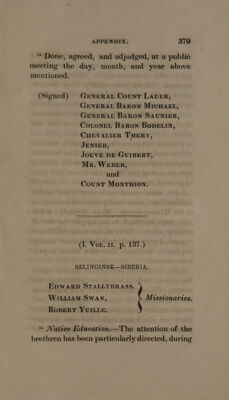 APPENDIX. 379
“ Done, agreed, and adjudged, at a public
meeting the day, month, and year above
mentioned.
(Signed) GENERAL COUNT LAUER,
GENERAL BARON MICHAEL,
GENERAL BARON SAUNIER,
COLONEL BARON BODELIN,
CHEVALIER THERY,
JENIER,
JOUVE DE GUIBERT,
MR. WEBER,
and
COUNT MONTHION.
(I. VOL. II. p. 137.)
SELINGINSK—SIBERIA.
EDWARD STALLYBRASS.
WILLIAM SWAN, Missionaries.
ROBERT YUILLE.
“ Native Education.—The attention of the
brethren has been particularly directed, during